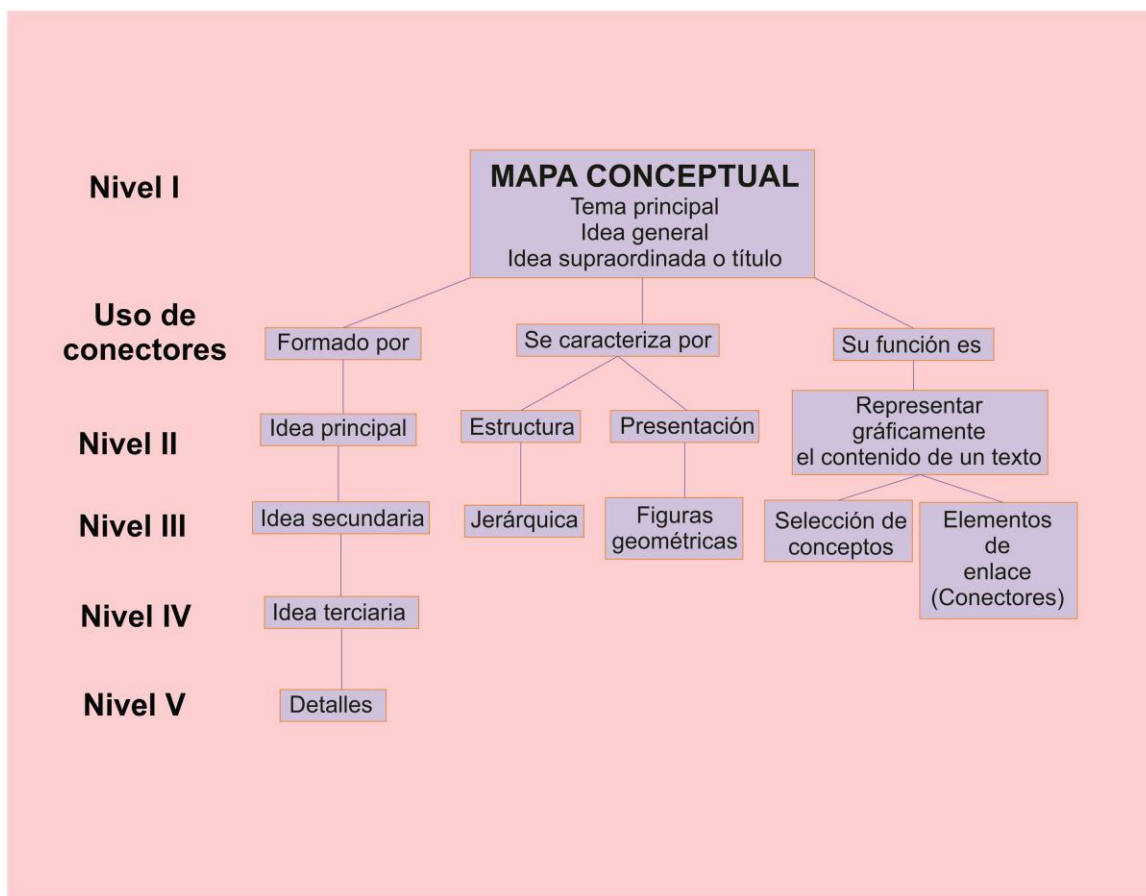 Nivel I
MAPA CONCEPTUAL
Tema principal
Idea general
Idea supraordinada o título
Uso de
conectores
Formado por
Se caracteriza por
Su función es
Nivel II
Idea principal
Estructura
Presentación
Representar
gráficamente
el contenido de un texto
Nivel III
Idea secundaria
Jerárquica
Figuras
geométricas
Selección de
conceptos
Elementos
de
enlace
(Conectores)
Nivel IV
Idea terciaria
Nivel V
Detalles